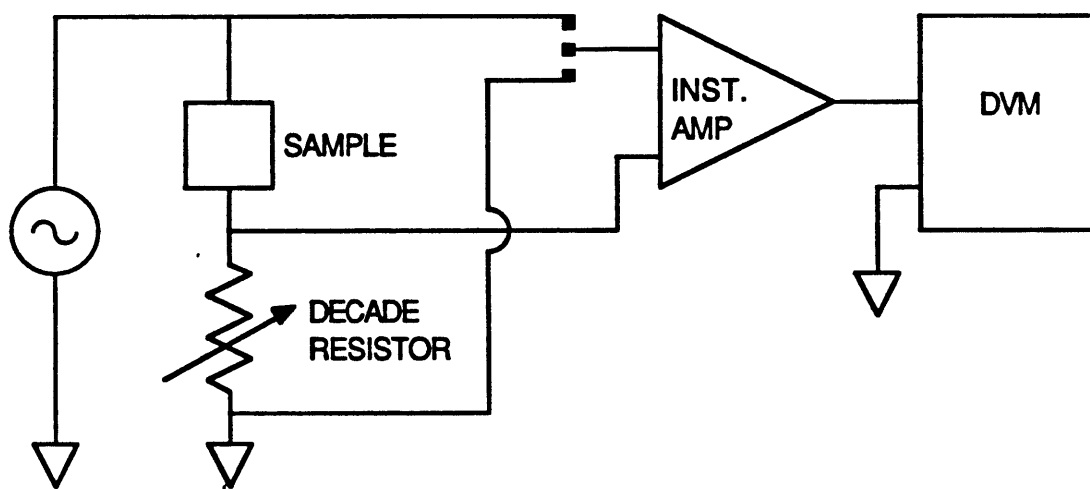 SAMPLE
DECADE
RESISTOR
INST.
AMP
DVM